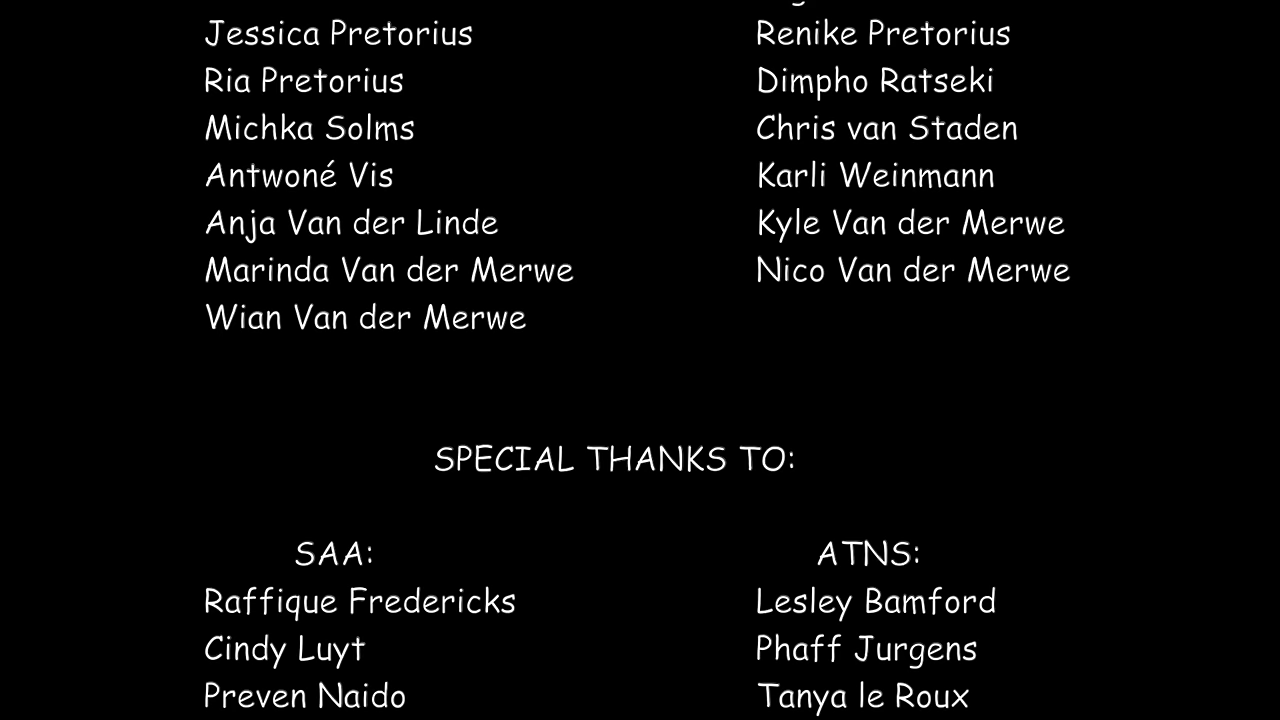 Jessica Pretorius Renike Pretorius
Ria Pretorius Dimpho Ratseki
Michka Solms Chris van Staden
Antwoné Vis Karli Weinmann
Anja Van der Linde Kyle Van der Merwe
Marinda Van der Merwe Nico Van der Merwe
Wian Van der Merwe
SPECIAL THANKS TO:
SAA: ATNS:
Raffique Fredericks Lesley Bamford
Cindy Luyt Phaff Jurgens
Preven Naido Tanya le Roux